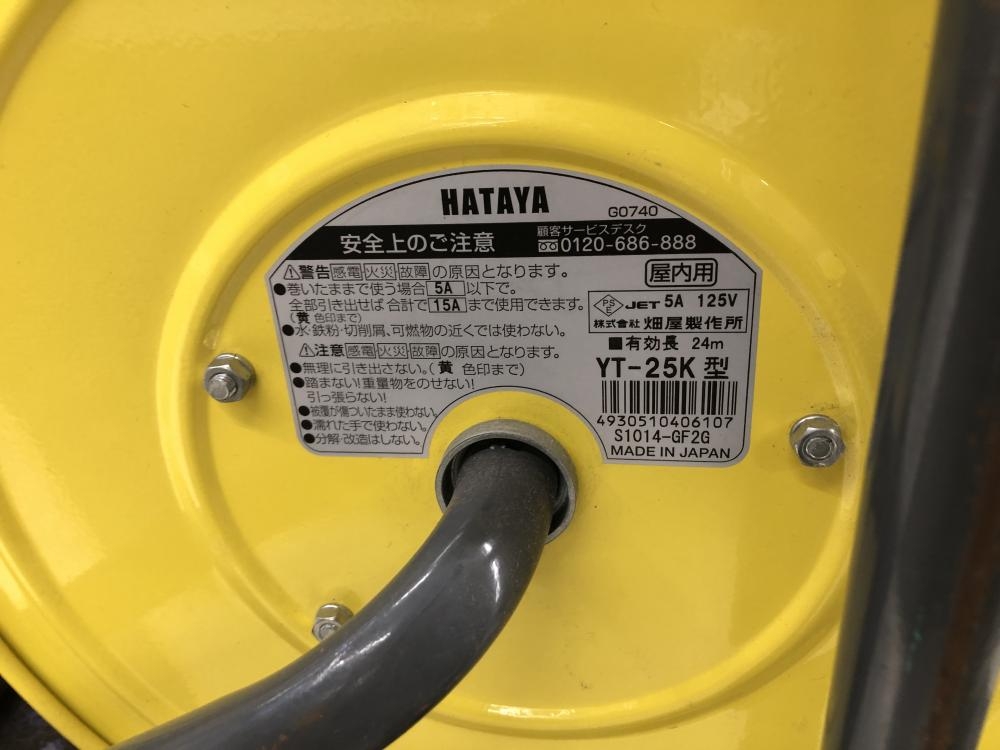 HATAYA
G0740
安全上のご注意
顧客サービスデスク
0120-686-888
⚠警告 感電・火災・故障の原因となります。
●巻いたままで使う場合 5A 以下で。
全部引き出せば合計で 15A まで使用できます。
(黄 色印まで)
●水・鉄粉・切削屑、可燃物の近くでは使わない。
⚠注意 感電・火災・故障の原因となります。
●無理に引き出さない。(黄 色印まで)
●踏まない!重量物をのせない!
引っ張らない!
●被覆が傷ついたまま使わない。
●濡れた手で使わない。
●分解・改造はしない。
屋内用
PSE JET 5A 125V
株式会社 畑屋製作所
■有効長 24m
YT-25K 型
4930510406107
S1014-GF2G
MADE IN JAPAN